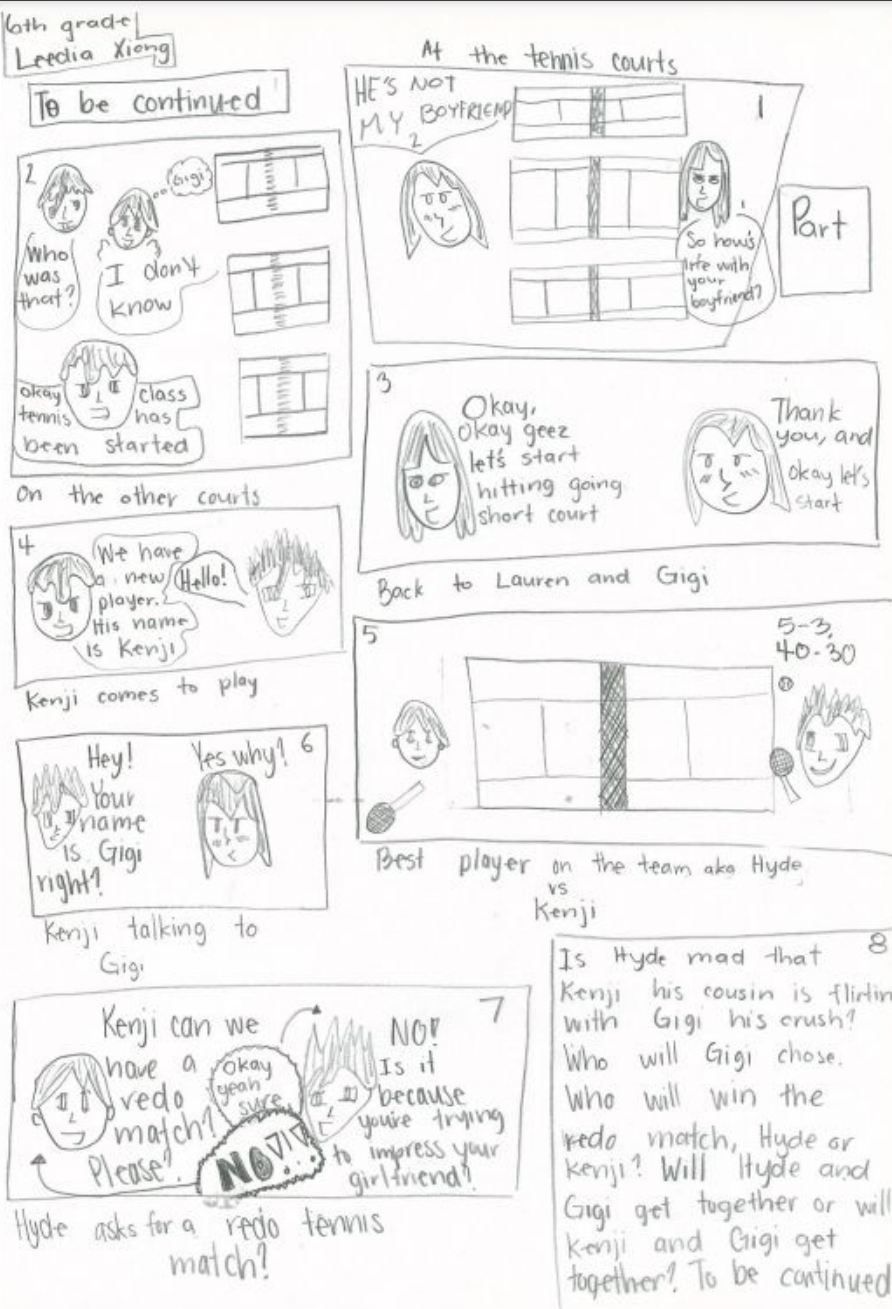 6th grade
Leedia Xiong
To be continued
At the tennis courts
1
HE'S NOT
MY BOYFRIEND
2
1
So how's
life with
your
boyfriend?
Part
2
Gigi
Who
was
that?
I don't
know
okay
tennis
class
has
been started
On the other courts
3
Okay,
okay geez
let's start
hitting going
short court
Thank
you, and
okay let's
start
Back to Lauren and Gigi
4
We have
a new
player.
His name
is Kenji
Hello!
Kenji comes to play
5
5-3,
40-30
Best player on the team aka Hyde
vs
Kenji
6
Hey!
Your
name
is Gigi
right?
Yes why?
Kenji talking to
Gigi
7
Kenji can we
have a
redo
match?
Please?
Okay
yeah
sure
NO!
Is it
because
you're trying
to impress your
girlfriend?
NO!!!
Hyde asks for a redo tennis
match?
8
Is Hyde mad that
Kenji his cousin is flirtin
with Gigi his crush?
Who will Gigi chose.
Who will win the
redo match, Hyde or
Kenji? Will Hyde and
Gigi get together or will
Kenji and Gigi get
together? To be continued